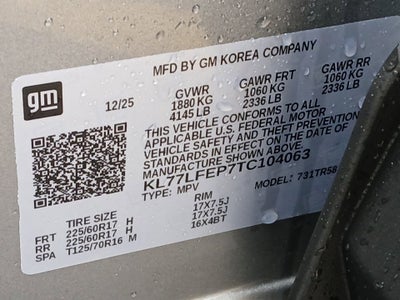 gm
MFD BY GM KOREA COMPANY
12/25
GVWR GAWR FRT GAWR RR
1880 KG 1060 KG 1060 KG
4145 LB 2336 LB 2336 LB
THIS VEHICLE CONFORMS TO ALL
APPLICABLE U.S. FEDERAL MOTOR
VEHICLE SAFETY AND THEFT PREVENTION
STANDARDS IN EFFECT ON THE DATE OF
KL77LFEP7TC104063
TYPE: MPV MODEL: 731TR58
TIRE SIZE RIM
FRT 225/60R17 H 17X7.5J
RR 225/60R17 H 17X7.5J
SPA T125/70R16 M 16X4BT